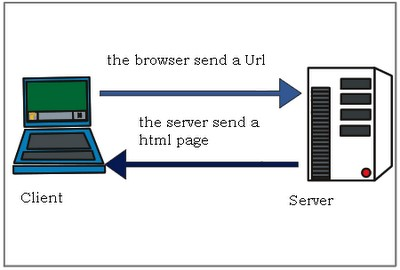 the browser send a Url
the server send a
html page
Client
Server